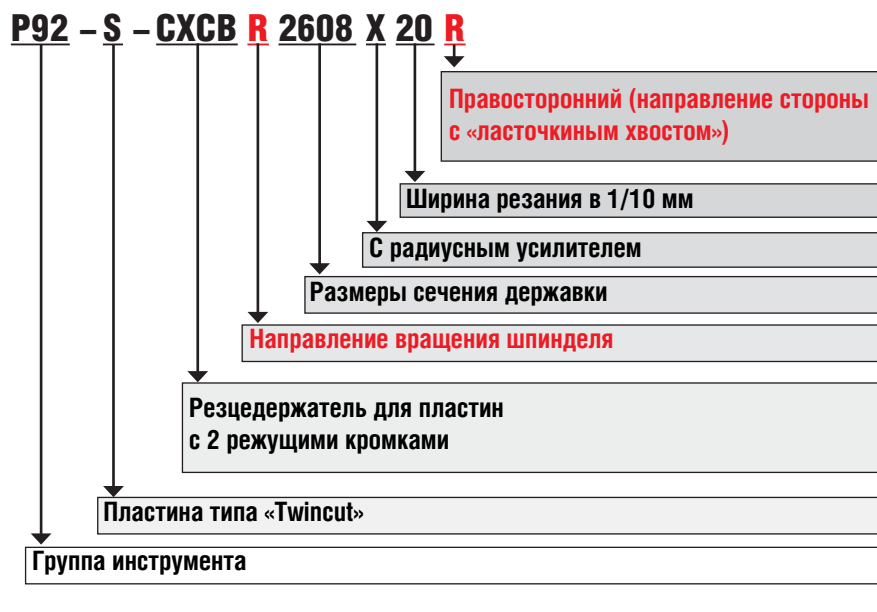 P92 – S – CXCB R 2608 X 20 R
Правосторонний (направление стороны
с «ласточкиным хвостом»)
Ширина резания в 1/10 мм
С радиусным усилителем
Размеры сечения державки
Направление вращения шпинделя
Резцедержатель для пластин
с 2 режущими кромками
Пластина типа «Twincut»
Группа инструмента